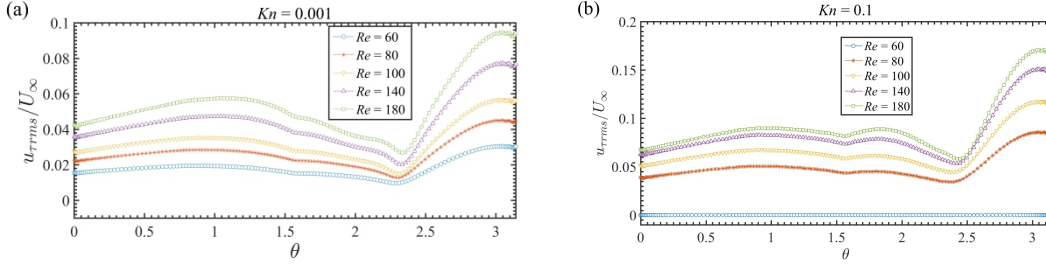 (a)
Kn = 0.001
u_τrms/U_∞
0.1
0.08
0.06
0.04
0.02
0
Re = 60
Re = 80
Re = 100
Re = 140
Re = 180
0 0.5 1 1.5 2 2.5 3
θ
(b)
Kn = 0.1
u_τrms/U_∞
0.2
0.15
0.1
0.05
0
Re = 60
Re = 80
Re = 100
Re = 140
Re = 180
0 0.5 1 1.5 2 2.5 3
θ